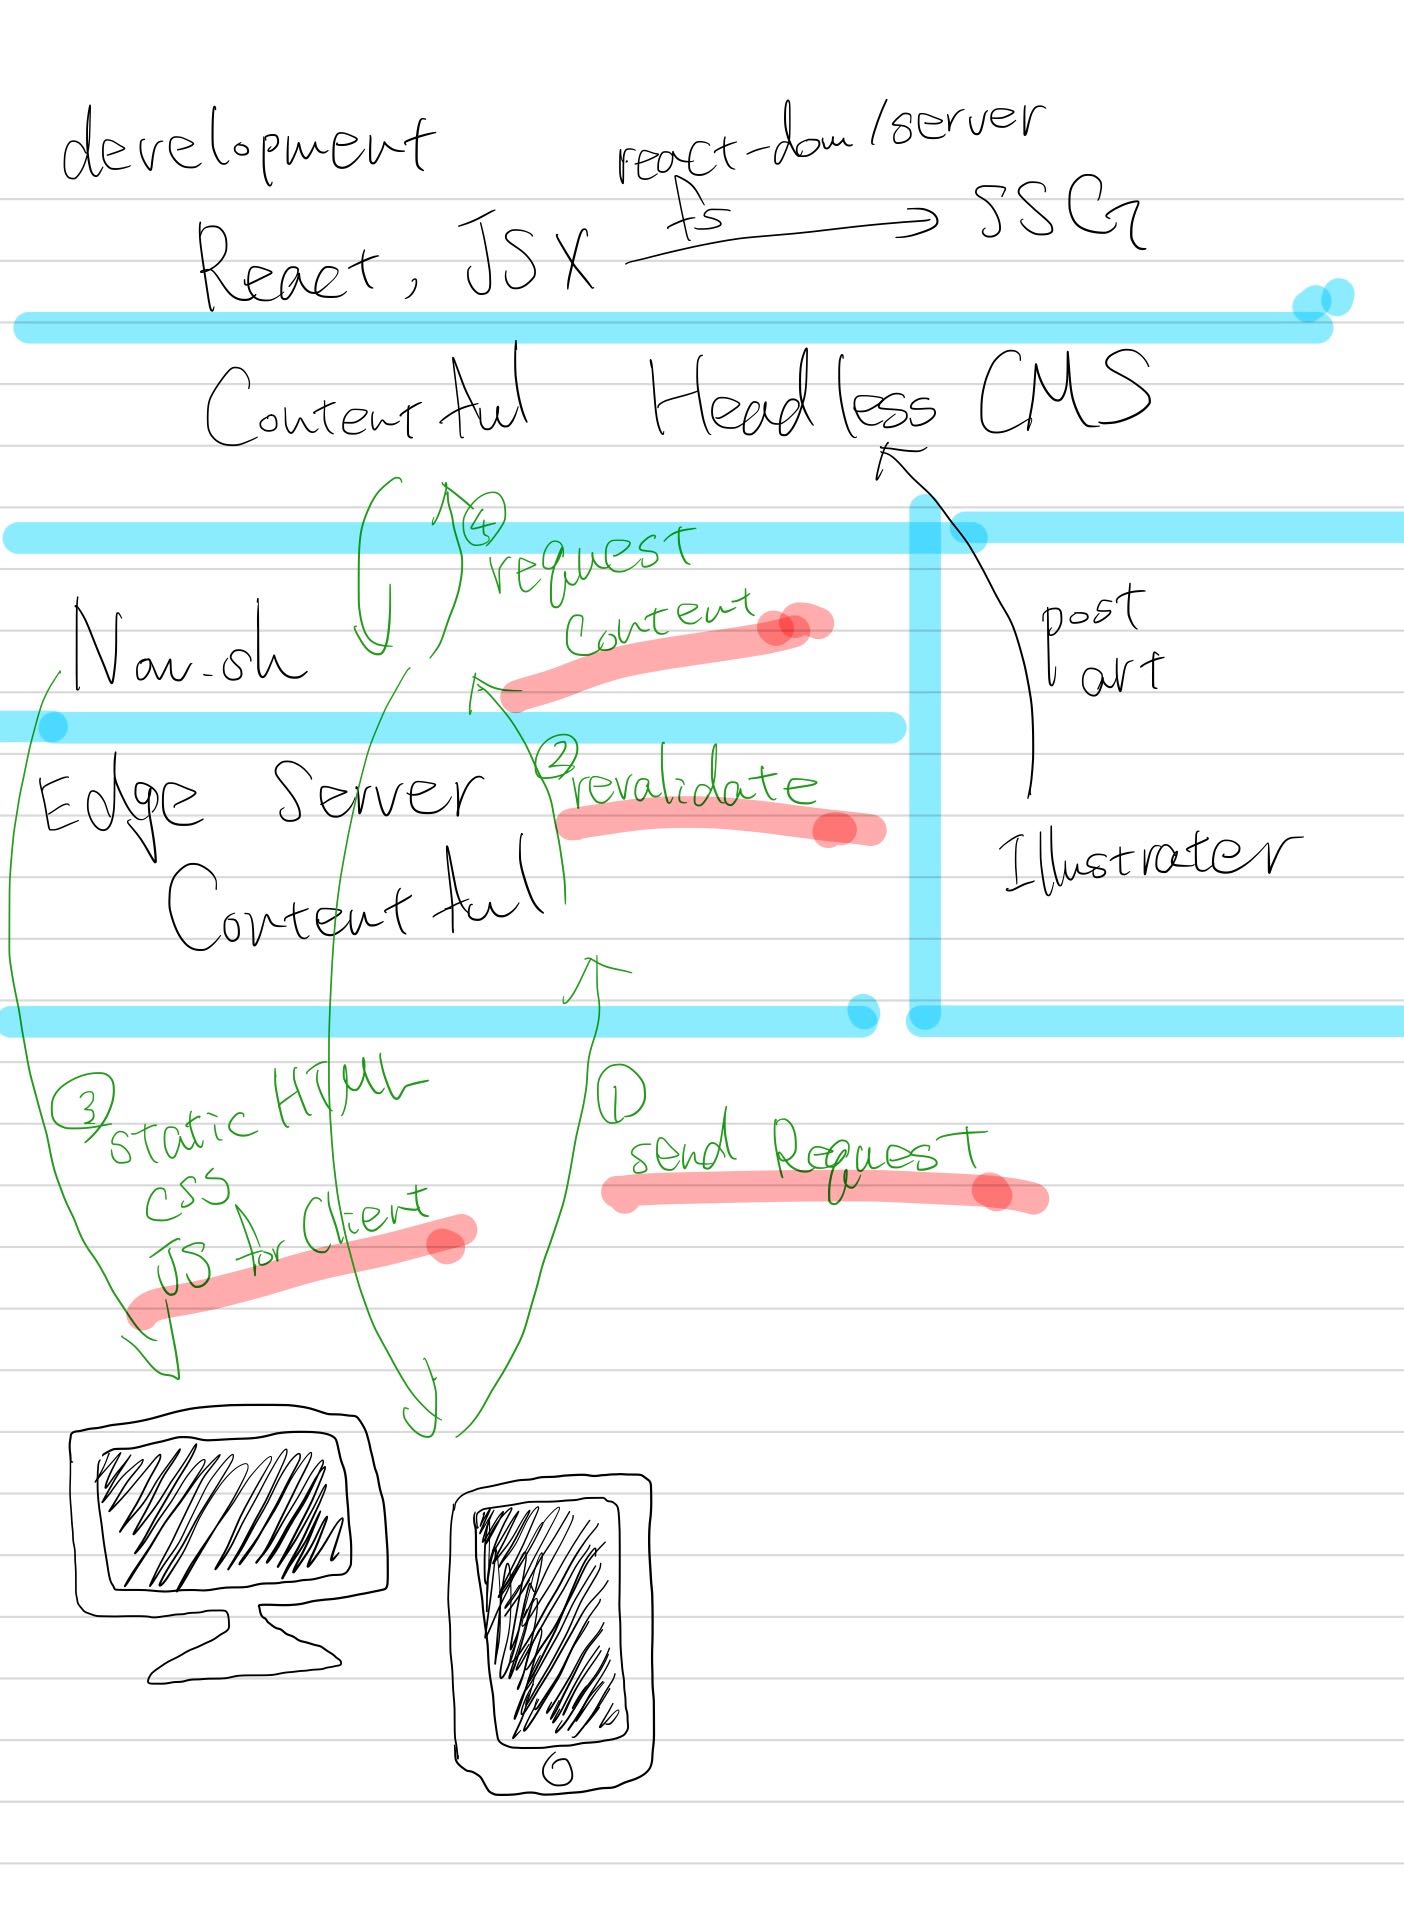 development
react-dom/server
fs
React, JSX
SSG
Contentful Headless CMS
④
request
Content
Now.sh
post
art
②
revalidate
Edge Server
Contentful
Illustrater
③
static HTML
css
JS for Client
①
send Request